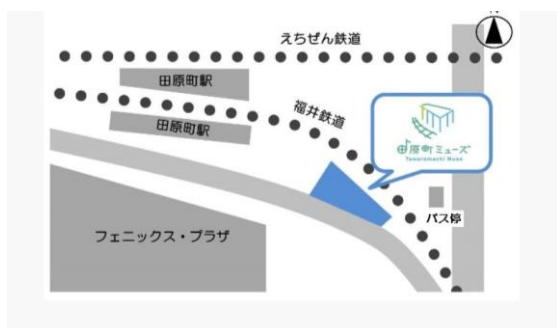 N
えちぜん鉄道
田原町駅
福井鉄道
田原町駅
田原町ミューズ
Tawaramachi Muse
バス停
フェニックス・プラザ